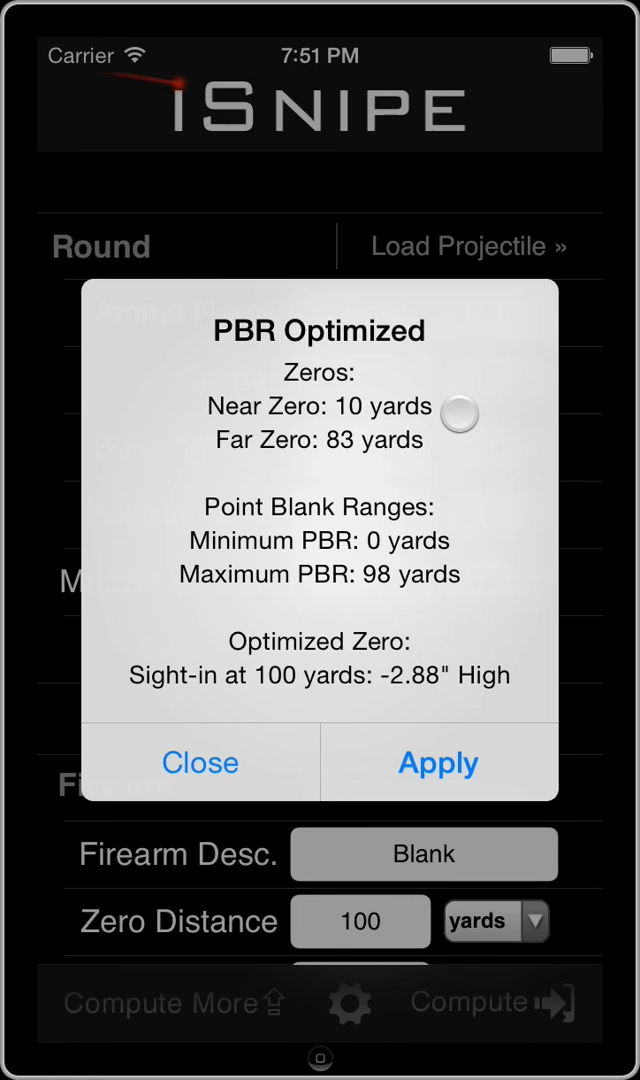 Carrier 7:51 PM
iSNIPE
Round Load Projectile »
PBR Optimized
Zeros:
Near Zero: 10 yards
Far Zero: 83 yards
Point Blank Ranges:
Minimum PBR: 0 yards
Maximum PBR: 98 yards
Optimized Zero:
Sight-in at 100 yards: -2.88" High
Close Apply
Firearm Desc. Blank
Zero Distance 100 yards
Compute More Compute